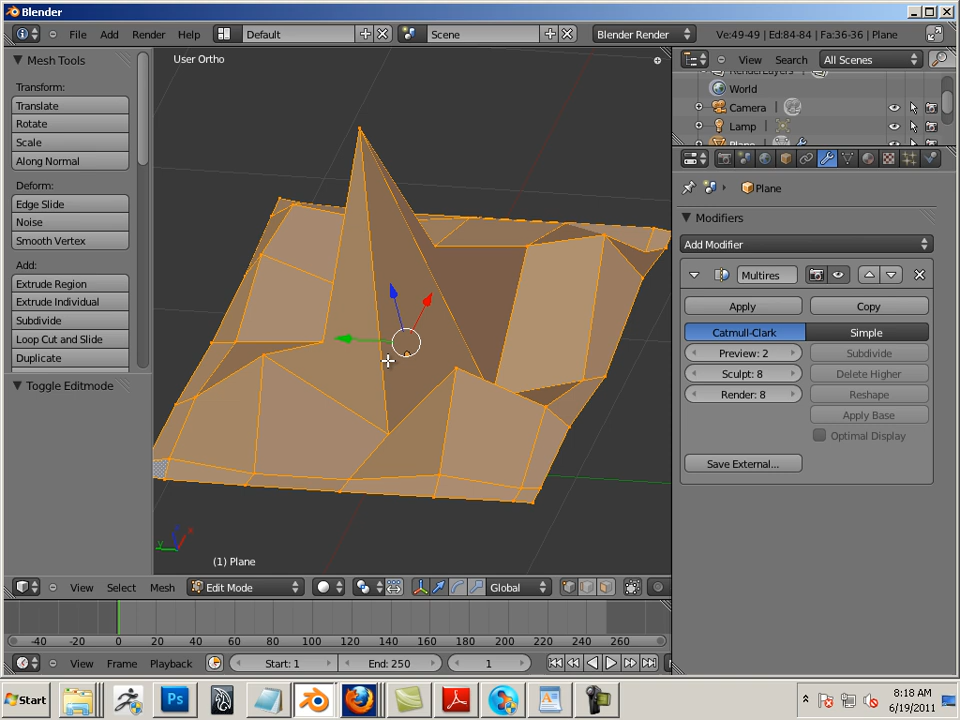 Blender
File Add Render Help Default Scene Blender Render Ve:49-49 | Ed:84-84 | Fa:36-36 | Plane
Mesh Tools
Transform:
Translate
Rotate
Scale
Along Normal
Deform:
Edge Slide
Noise
Smooth Vertex
Add:
Extrude Region
Extrude Individual
Subdivide
Loop Cut and Slide
Duplicate
Toggle Editmode
User Ortho
y x
(1) Plane
View Select Mesh Edit Mode Global
View Search All Scenes
RenderLayers
World
Camera
Lamp
Plane
Plane
Modifiers
Add Modifier
Multires
Apply Copy
Catmull-Clark Simple
Preview: 2 Subdivide
Sculpt: 8 Delete Higher
Render: 8 Reshape
Apply Base
Optimal Display
Save External...
-40 -20 0 20 40 60 80 100 120 140 160 180 200 220 240 260
View Frame Playback Start: 1 End: 250 1
Start Ps 8:18 AM
6/19/2011